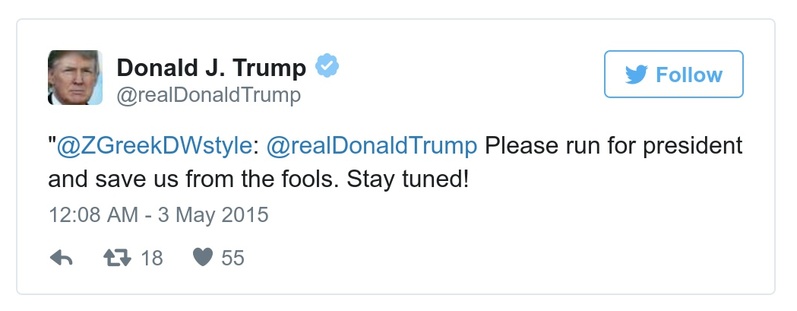 Donald J. Trump
@realDonaldTrump
Follow
"@ZGreekDWstyle: @realDonaldTrump Please run for president
and save us from the fools. Stay tuned!
12:08 AM - 3 May 2015
18 55